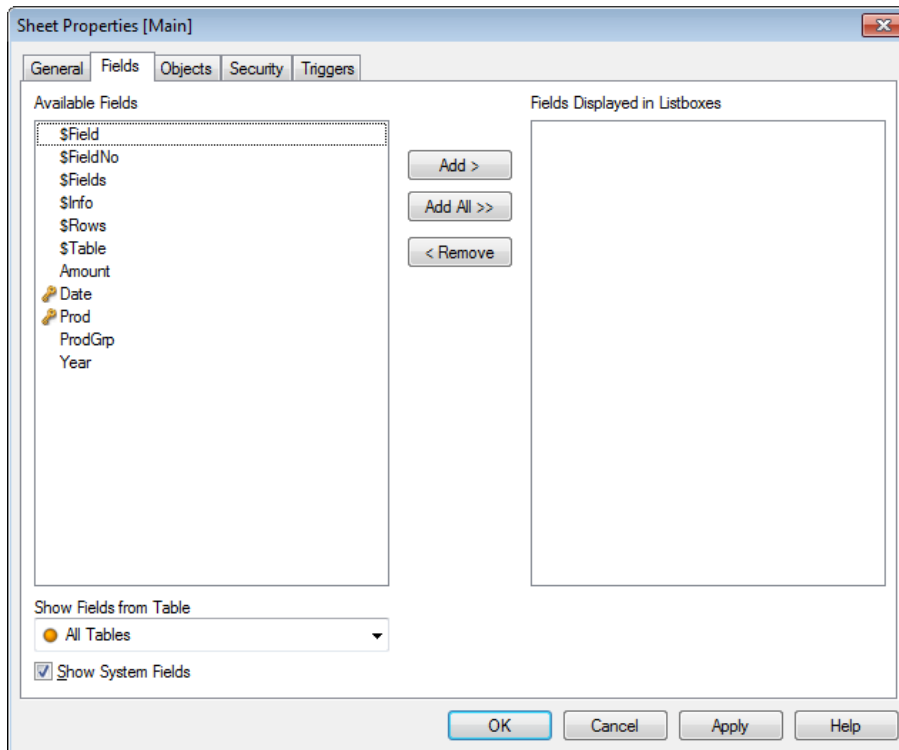 Sheet Properties [Main]
General Fields Objects Security Triggers
Available Fields
$Field
$FieldNo
$Fields
$Info
$Rows
$Table
Amount
Date
Prod
ProdGrp
Year
Add >
Add All >>
< Remove
Fields Displayed in Listboxes
Show Fields from Table
All Tables
Show System Fields
OK Cancel Apply Help